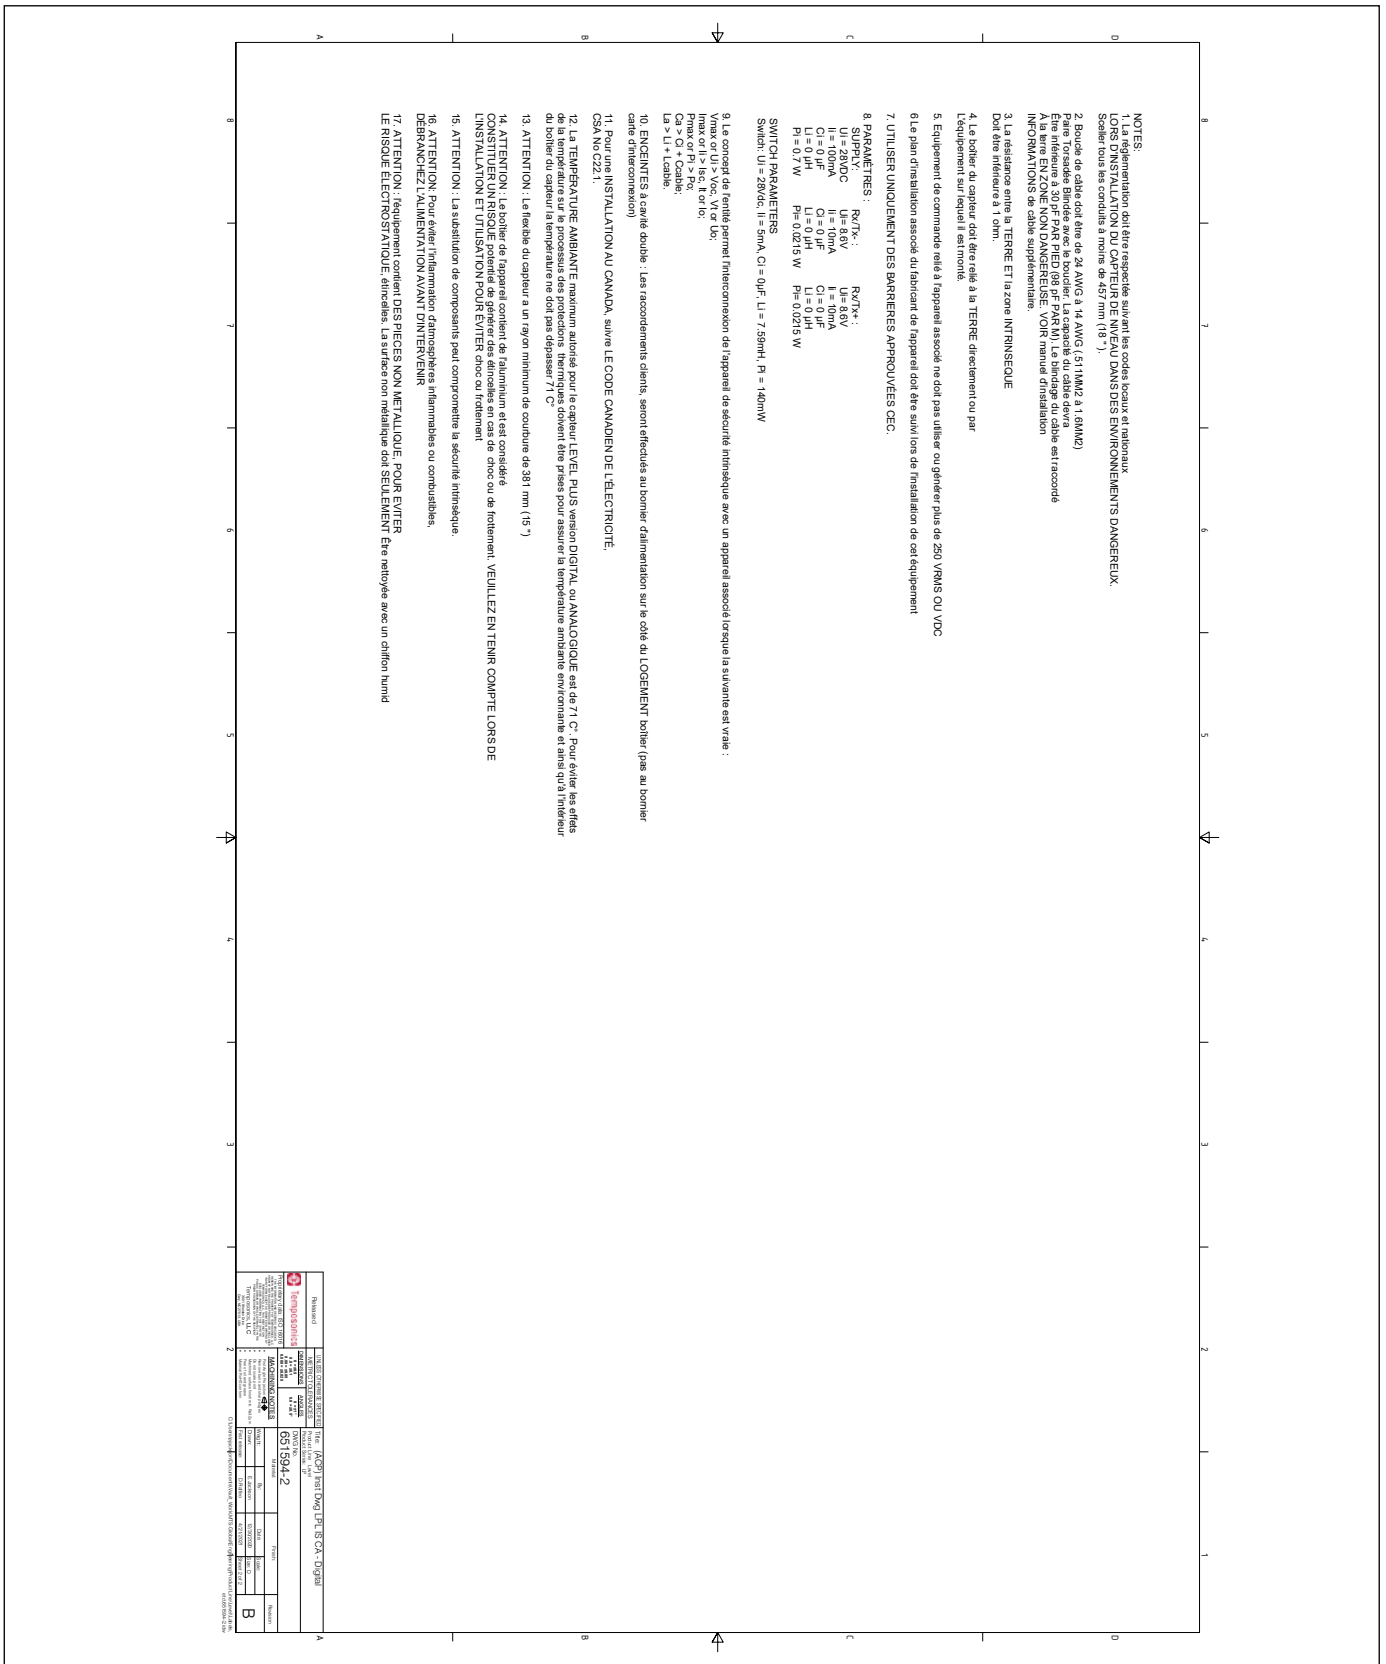 NOTES:
1. La réglementation doit être respectée suivant les codes locaux et nationaux
LORS D'INSTALLATION DU CAPTEUR DE NIVEAU DANS DES ENVIRONNEMENTS DANGEREUX.
Sceller tous les conduits à moins de 457 mm (18 ").
2. Boucle de câble doit être de 24 AWG à 14 AWG (.511MM2 à 1.6MM2)
Paire Torsadée Blindée avec le bouclier. La capacité du câble devra
Être inférieure à 30 pF PAR PIED (98 pF PAR M). Le blindage du câble est raccordé
À la terre EN ZONE NON DANGEREUSE. VOIR manuel d'installation
INFORMATIONS de câble supplémentaire.
3. La résistance entre la TERRE ET la zone INTRINSEQUE
Doit être inférieure à 1 ohm.
4. Le boîtier du capteur doit être relié à la TERRE directement ou par
L'équipement sur lequel il est monté.
5. Equipement de commande relié à l'appareil associé ne doit pas utiliser ou générer plus de 250 VRMS OU VDC
6 Le plan d'installation associé du fabricant de l'appareil doit être suivi lors de l'installation de cet équipement
7. UTILISER UNIQUEMENT DES BARRIERES APPROUVÉES CEC.
8. PARAMÈTRES :
SUPPLY: Rx/Tx- : Rx/Tx+ :
Ui = 28VDC Ui= 8.6V Ui= 8.6V
Ii = 100mA Ii = 10mA Ii = 10mA
Ci = 0 µF Ci = 0 µF Ci = 0 µF
Li = 0 µH Li = 0 µH Li = 0 µH
Pi = 0.7 W Pi= 0.0215 W Pi= 0.0215 W
SWITCH PARAMETERS
Switch: Ui = 28Vdc, Ii = 5mA, Ci = 0µF, Li = 7.59mH, Pi = 140mW
9. Le concept de l'entité permet l'interconnexion de l'appareil de sécurité intrinsèque avec un appareil associé lorsque la suivante est vraie :
Vmax or Ui > Voc, Vt or Uo;
Imax or Ii > Isc, It or Io;
Pmax or Pi > Po;
Ca > Ci + Ccable;
La > Li + Lcable.
10. ENCEINTES à cavité double : Les raccordements clients, seront effectués au bornier d'alimentation sur le côté du LOGEMENT boîtier (pas au bornier
carte d'interconnexion)
11. Pour une INSTALLATION AU CANADA, suivre LE CODE CANADIEN DE L'ÉLECTRICITÉ,
CSA No C22.1.
12. La TEMPÉRATURE AMBIANTE maximum autorisé pour le capteur LEVEL PLUS version DIGITAL ou ANALOGIQUE est de 71 C°. Pour éviter les effets
de la température sur le processus des protections thermiques doivent être prises pour assurer la température ambiante environnante et ainsi qu'à l'intérieur
du boîtier du capteur la température ne doit pas dépasser 71 C°
13. ATTENTION : Le flexible du capteur a un rayon minimum de courbure de 381 mm (15 ")
14. ATTENTION : Le boîtier de l'appareil contient de l'aluminium et est considéré
CONSTITUER UN RISQUE potentiel de générer des étincelles en cas de choc ou de frottement. VEUILLEZ EN TENIR COMPTE LORS DE
L'INSTALLATION ET UTILISATION POUR ÉVITER choc ou frottement
15. ATTENTION : La substitution de composants peut compromettre la sécurité intrinsèque.
16. ATTENTION: Pour éviter l'inflammation d'atmosphères inflammables ou combustibles,
DÉBRANCHEZ L'ALIMENTATION AVANT D'INTERVENIR
17. ATTENTION : l'équipement contient DES PIECES NON METALLIQUE, POUR EVITER
LE RISQUE ÉLECTROSTATIQUE, étincelles. La surface non métallique doit SEULEMENT Être nettoyée avec un chiffon humid
8 7 6 5 4 3 2 1
D C B A
Released
Temposonics
Temposonics, LLC
UNLESS OTHERWISE SPECIFIED
METRIC TOLERANCES
DIMENSIONS
ANGLES
MACHINING NOTES
Title: (ACP) Inst Dwg LPL IS CA - Digital
DWG No.
651594-2
Material
Finish
Revision
B